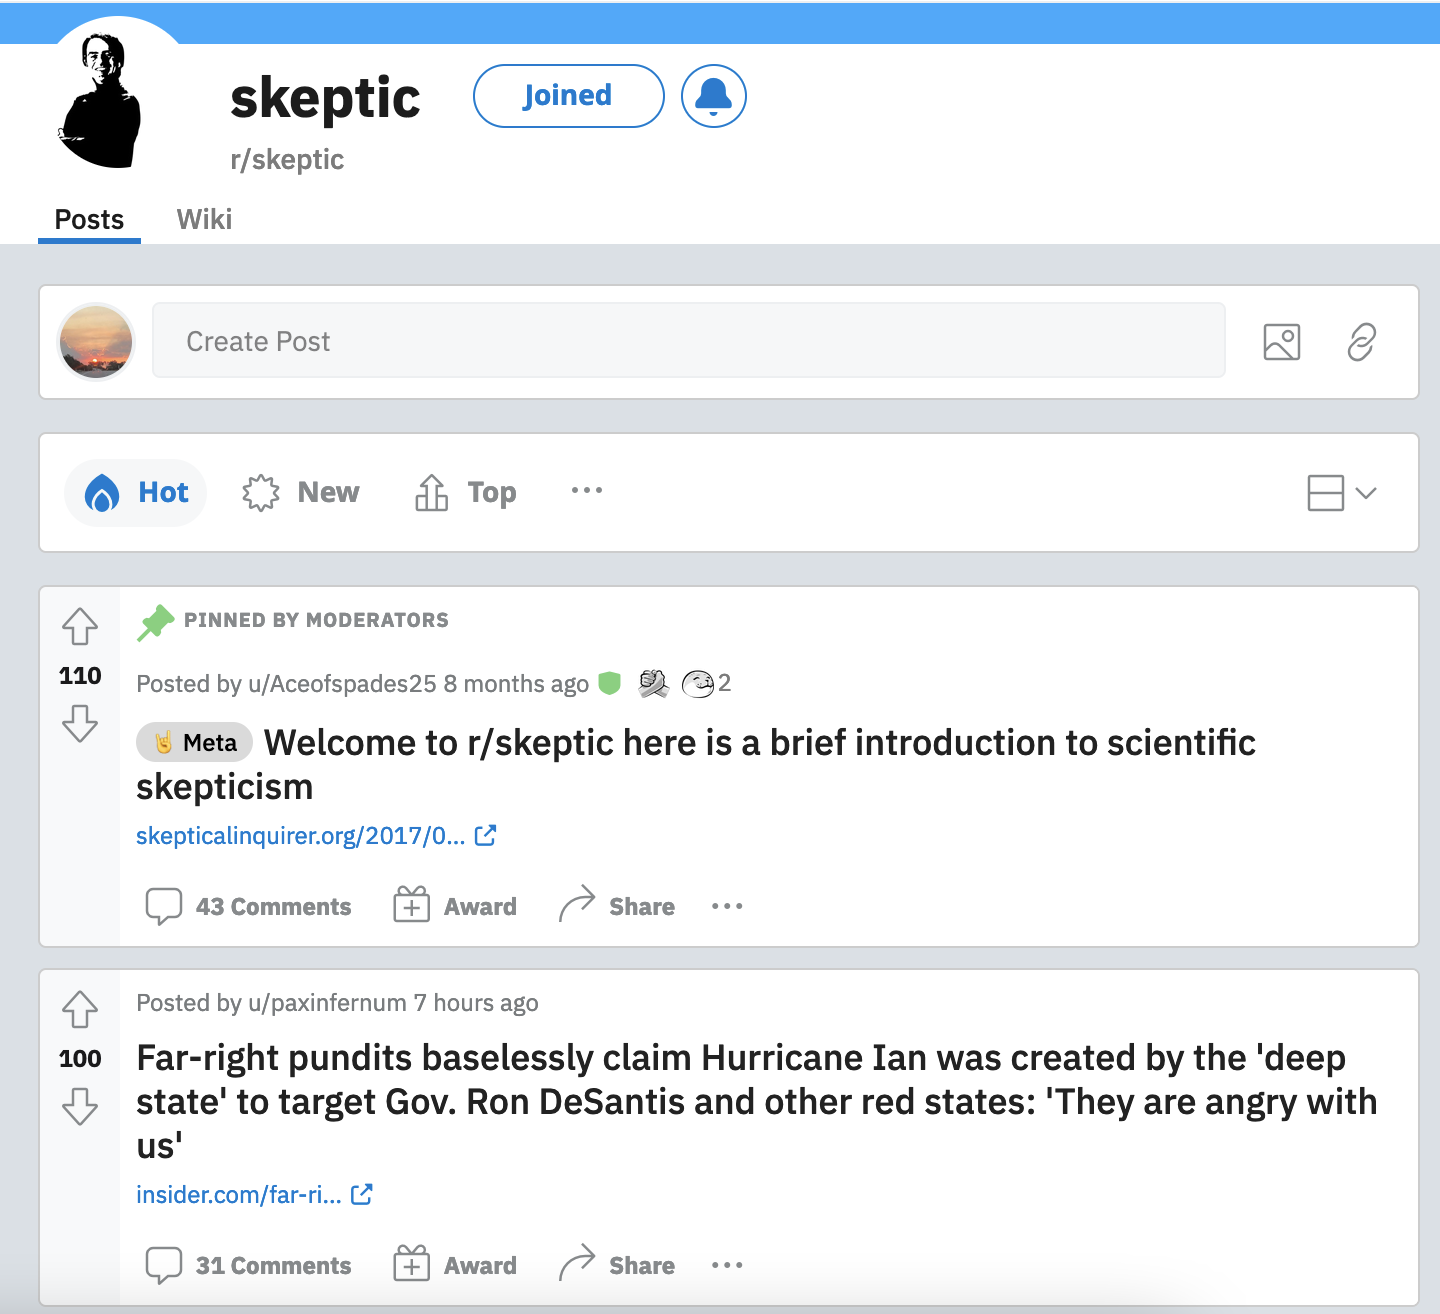 skeptic
Joined
r/skeptic
Posts Wiki
Create Post
Hot New Top ...
PINNED BY MODERATORS
110
Posted by u/Aceofspades25 8 months ago 2
🤘 Meta Welcome to r/skeptic here is a brief introduction to scientific
skepticism
skepticalinquirer.org/2017/0...
43 Comments Award Share ...
Posted by u/paxinfernum 7 hours ago
100
Far-right pundits baselessly claim Hurricane Ian was created by the 'deep
state' to target Gov. Ron DeSantis and other red states: 'They are angry with
us'
insider.com/far-ri...
31 Comments Award Share ...